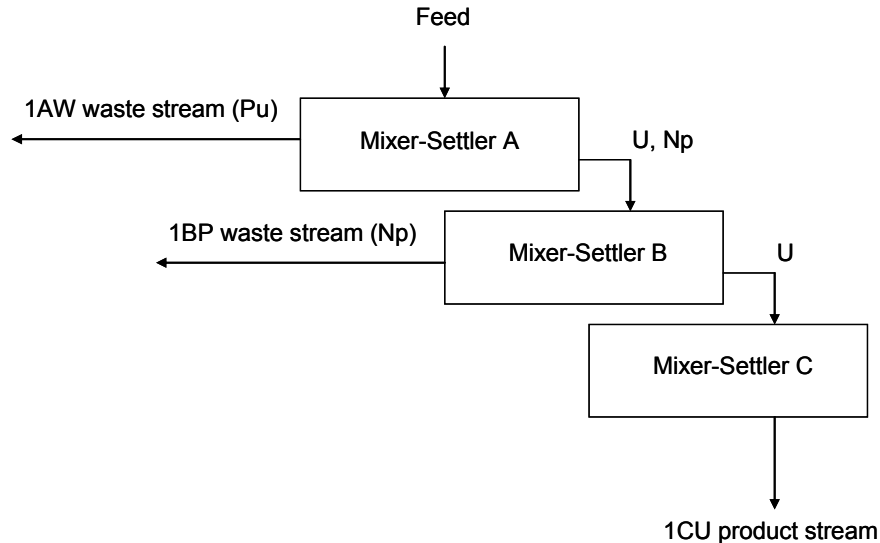 Feed
1AW waste stream (Pu)
Mixer-Settler A
U, Np
1BP waste stream (Np)
Mixer-Settler B
U
Mixer-Settler C
1CU product stream